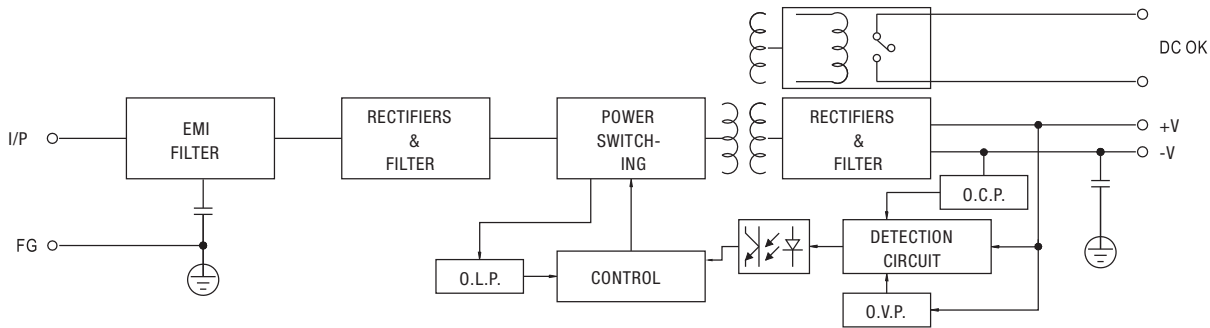 DC OK
I/P
EMI
FILTER
RECTIFIERS
&
FILTER
POWER
SWITCH-
ING
RECTIFIERS
&
FILTER
+V
-V
O.C.P.
FG
O.L.P.
CONTROL
DETECTION
CIRCUIT
O.V.P.